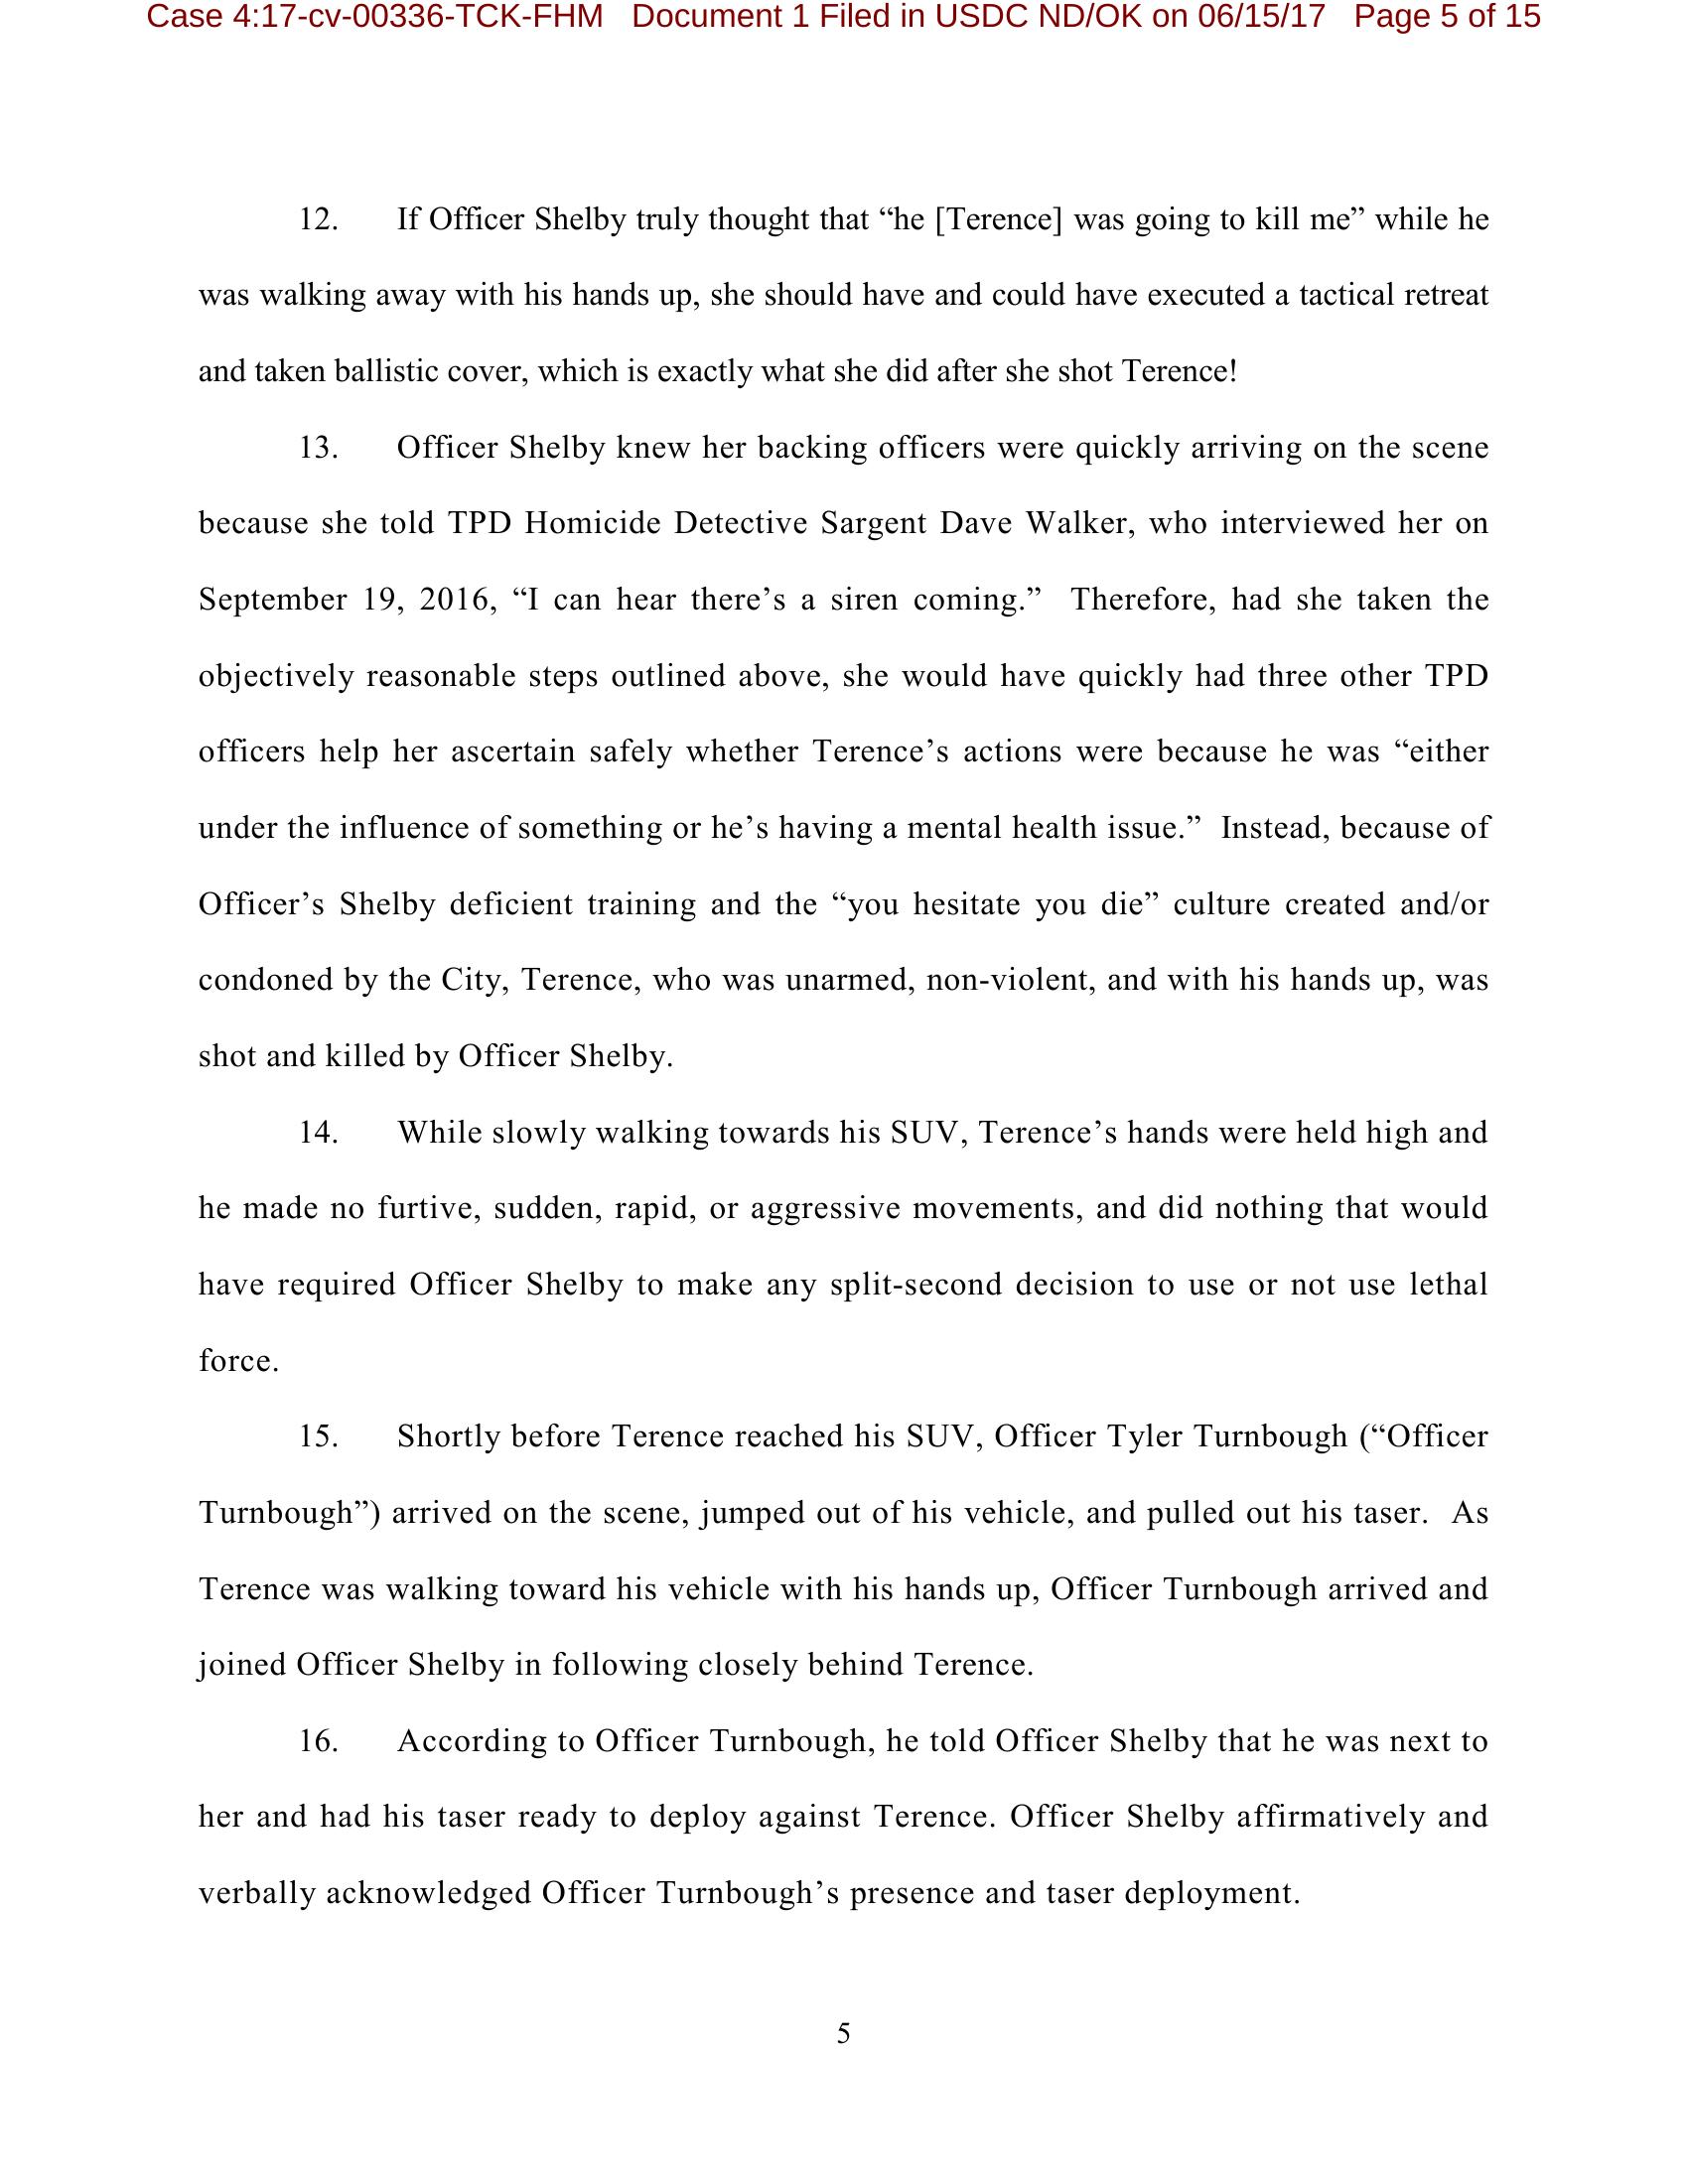 Case 4:17-cv-00336-TCK-FHM Document 1 Filed in USDC ND/OK on 06/15/17 Page 5 of 15
12. If Officer Shelby truly thought that “he [Terence] was going to kill me” while he
was walking away with his hands up, she should have and could have executed a tactical retreat
and taken ballistic cover, which is exactly what she did after she shot Terence!
13. Officer Shelby knew her backing officers were quickly arriving on the scene
because she told TPD Homicide Detective Sargent Dave Walker, who interviewed her on
September 19, 2016, “I can hear there’s a siren coming.” Therefore, had she taken the
objectively reasonable steps outlined above, she would have quickly had three other TPD
officers help her ascertain safely whether Terence’s actions were because he was “either
under the influence of something or he’s having a mental health issue.” Instead, because of
Officer’s Shelby deficient training and the “you hesitate you die” culture created and/or
condoned by the City, Terence, who was unarmed, non-violent, and with his hands up, was
shot and killed by Officer Shelby.
14. While slowly walking towards his SUV, Terence’s hands were held high and
he made no furtive, sudden, rapid, or aggressive movements, and did nothing that would
have required Officer Shelby to make any split-second decision to use or not use lethal
force.
15. Shortly before Terence reached his SUV, Officer Tyler Turnbough (“Officer
Turnbough”) arrived on the scene, jumped out of his vehicle, and pulled out his taser. As
Terence was walking toward his vehicle with his hands up, Officer Turnbough arrived and
joined Officer Shelby in following closely behind Terence.
16. According to Officer Turnbough, he told Officer Shelby that he was next to
her and had his taser ready to deploy against Terence. Officer Shelby affirmatively and
verbally acknowledged Officer Turnbough’s presence and taser deployment.
5